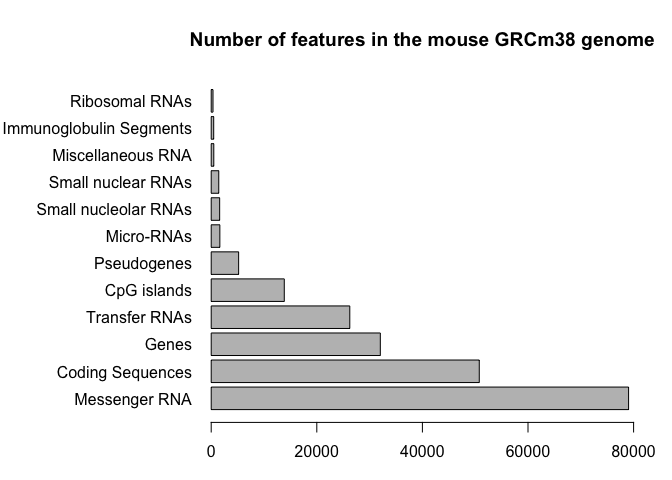 Number of features in the mouse GRCm38 genome
Ribosomal RNAs
Immunoglobulin Segments
Miscellaneous RNA
Small nuclear RNAs
Small nucleolar RNAs
Micro-RNAs
Pseudogenes
CpG islands
Transfer RNAs
Genes
Coding Sequences
Messenger RNA
0 20000 40000 60000 80000